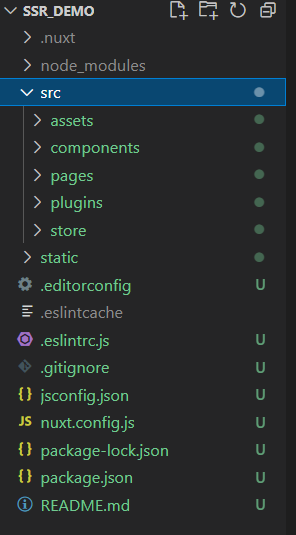 SSR_DEMO
.nuxt
node_modules
src
assets
components
pages
plugins
store
static
.editorconfig U
.eslintcache
.eslintrc.js U
.gitignore U
{} jsconfig.json U
JS nuxt.config.js U
{} package-lock.json U
{} package.json U
README.md U